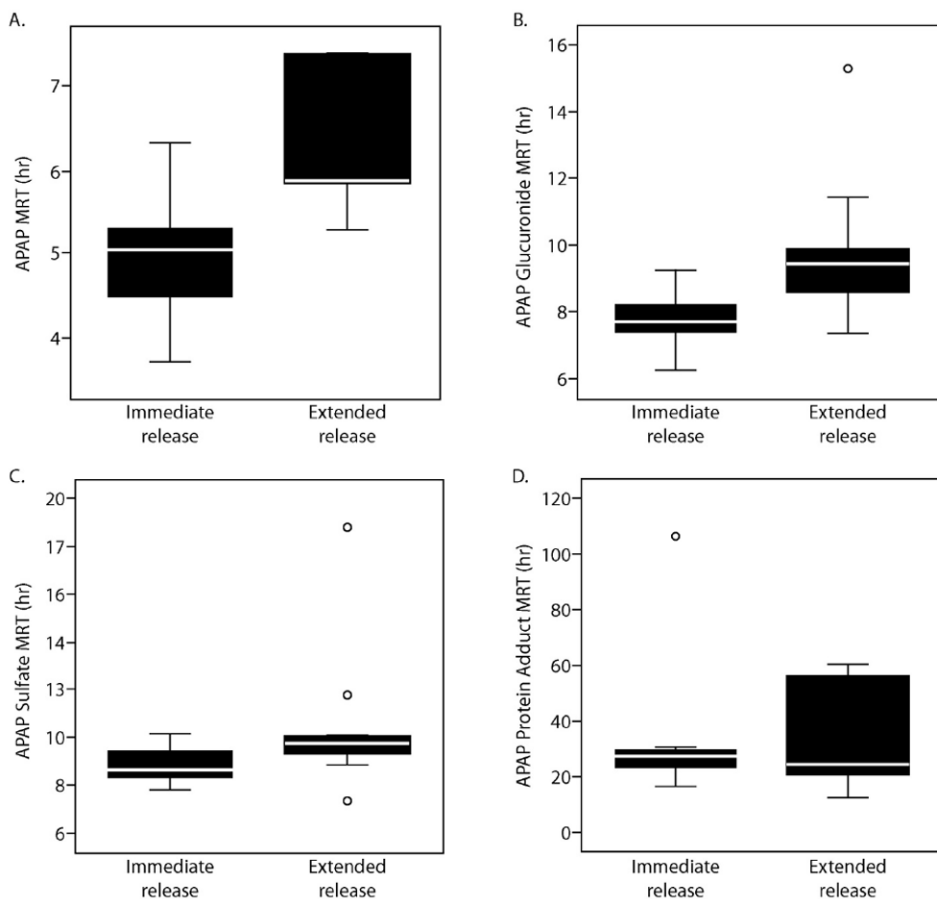 A.
APAP MRT (hr)
7
6
5
4
Immediate
release
Extended
release
B.
APAP Glucuronide MRT (hr)
16
14
12
10
8
6
Immediate
release
Extended
release
C.
APAP Sulfate MRT (hr)
20
17
16
14
13
10
8
6
Immediate
release
Extended
release
D.
APAP Protein Adduct MRT (hr)
120
100
80
60
40
20
0
Immediate
release
Extended
release